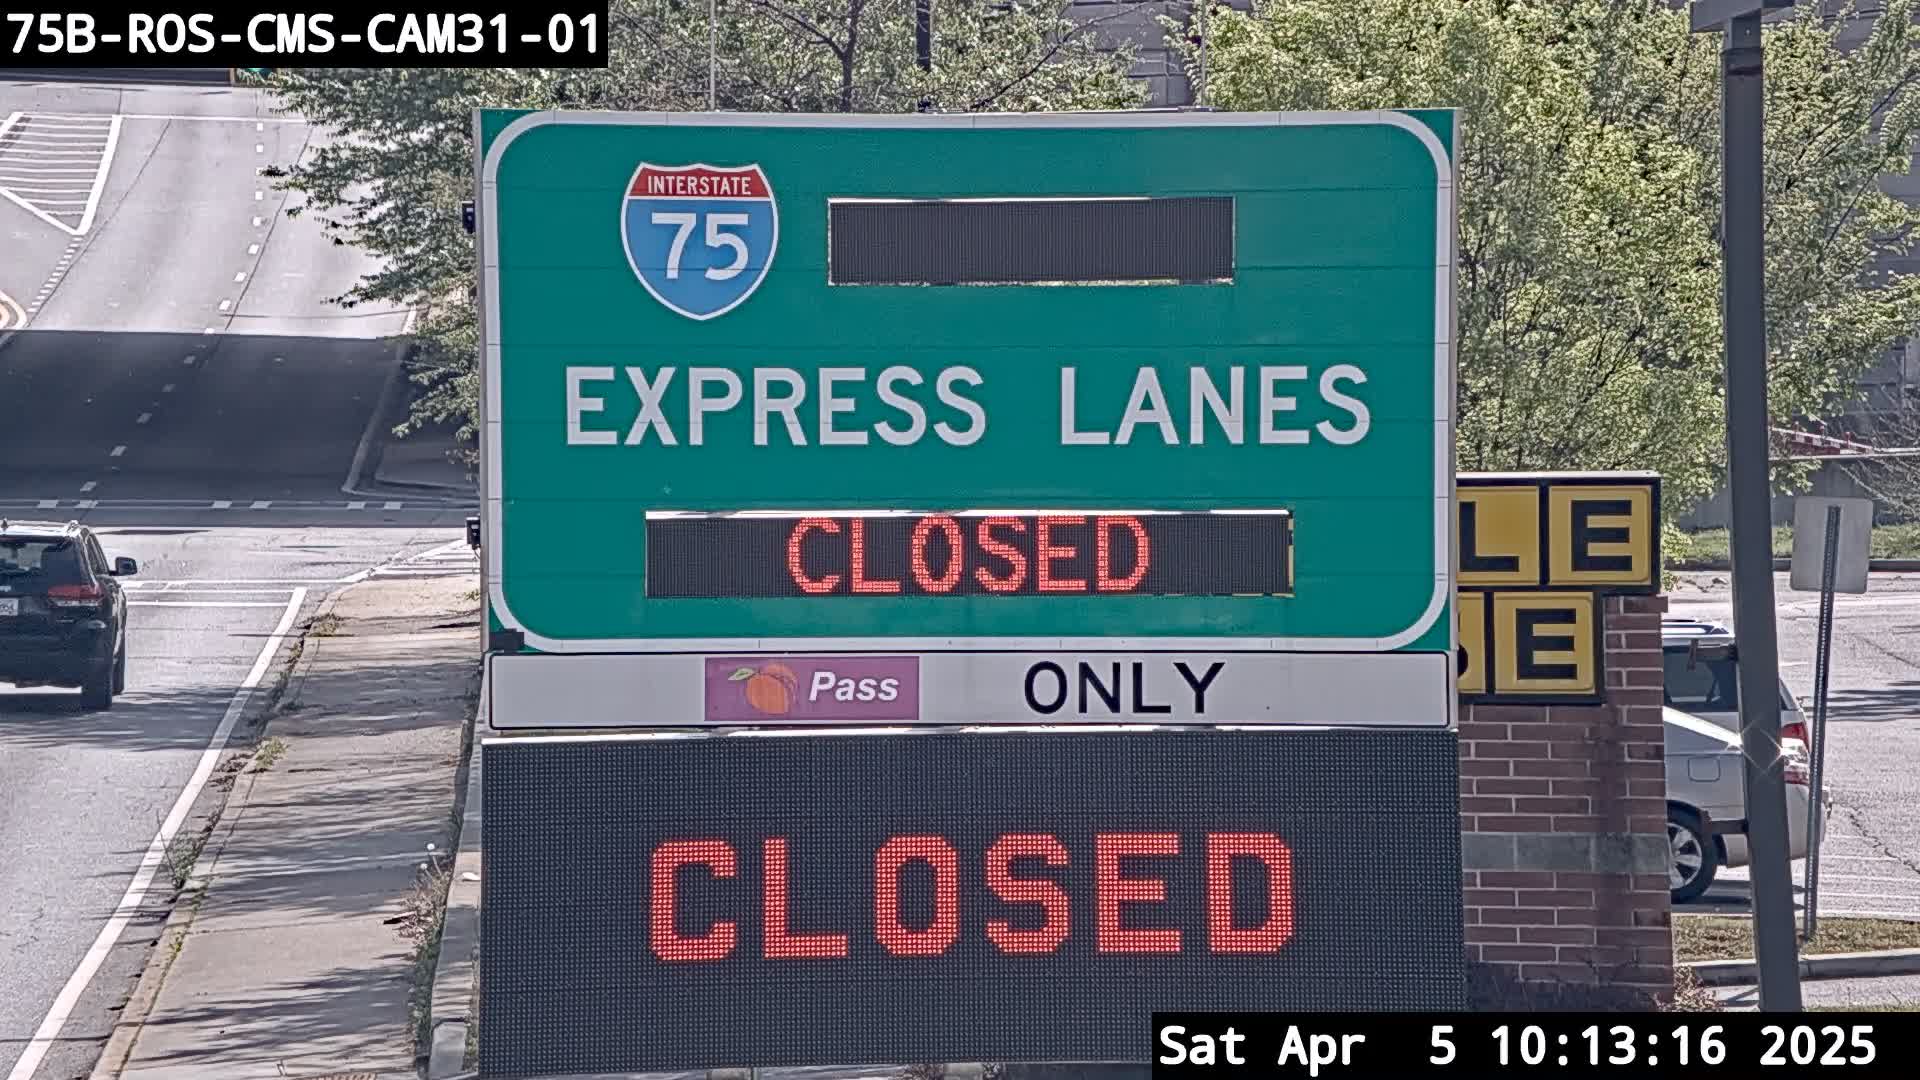 75B-ROS-CMS-CAM31-01
INTERSTATE
75
EXPRESS LANES
CLOSED
Pass ONLY
CLOSED
LE
E
Sat Apr 5 10:13:16 2025